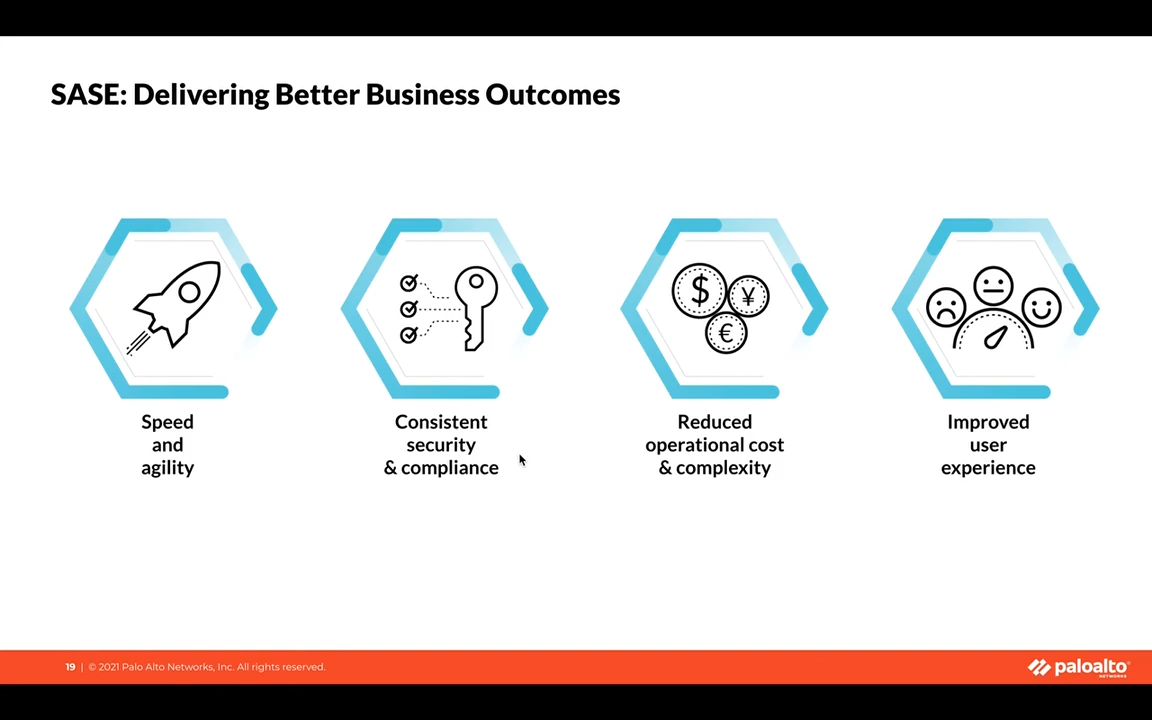 SASE: Delivering Better Business Outcomes
$
¥
€
Speed
and
agility
Consistent
security
& compliance
Reduced
operational cost
& complexity
Improved
user
experience
19 | © 2021 Palo Alto Networks, Inc. All rights reserved.
paloalto®
NETWORKS